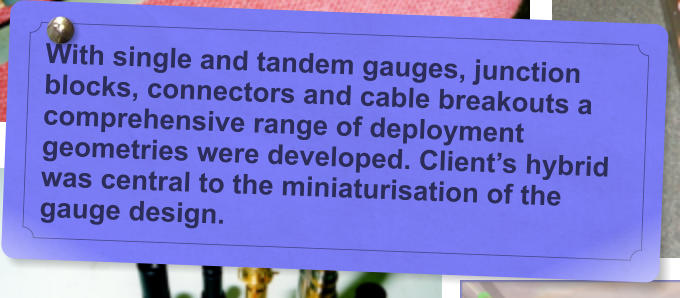 With single and tandem gauges, junction
blocks, connectors and cable breakouts a
comprehensive range of deployment
geometries were developed. Client’s hybrid
was central to the miniaturisation of the
gauge design.